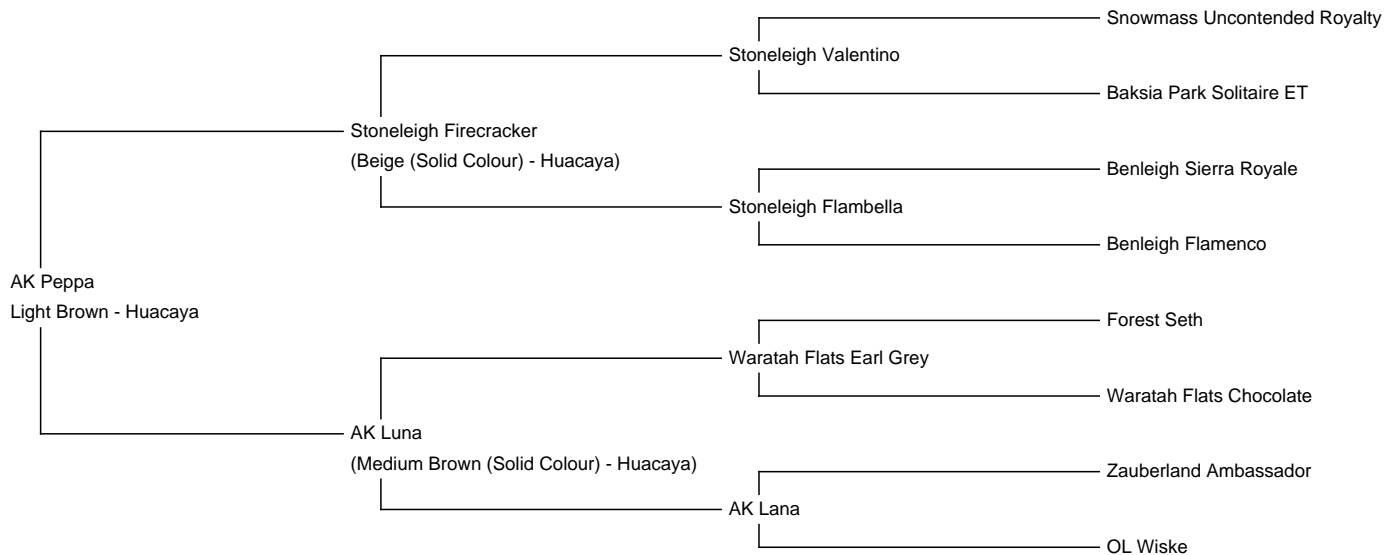 Snowmass Uncontended Royalty
Stoneleigh Valentino
Baksia Park Solitaire ET
Stoneleigh Firecracker
(Beige (Solid Colour) - Huacaya)
Benleigh Sierra Royale
Stoneleigh Flambella
Benleigh Flamenco
AK Peppa
Light Brown - Huacaya
Forest Seth
Waratah Flats Earl Grey
Waratah Flats Chocolate
AK Luna
(Medium Brown (Solid Colour) - Huacaya)
Zauberland Ambassador
AK Lana
OL Wiske